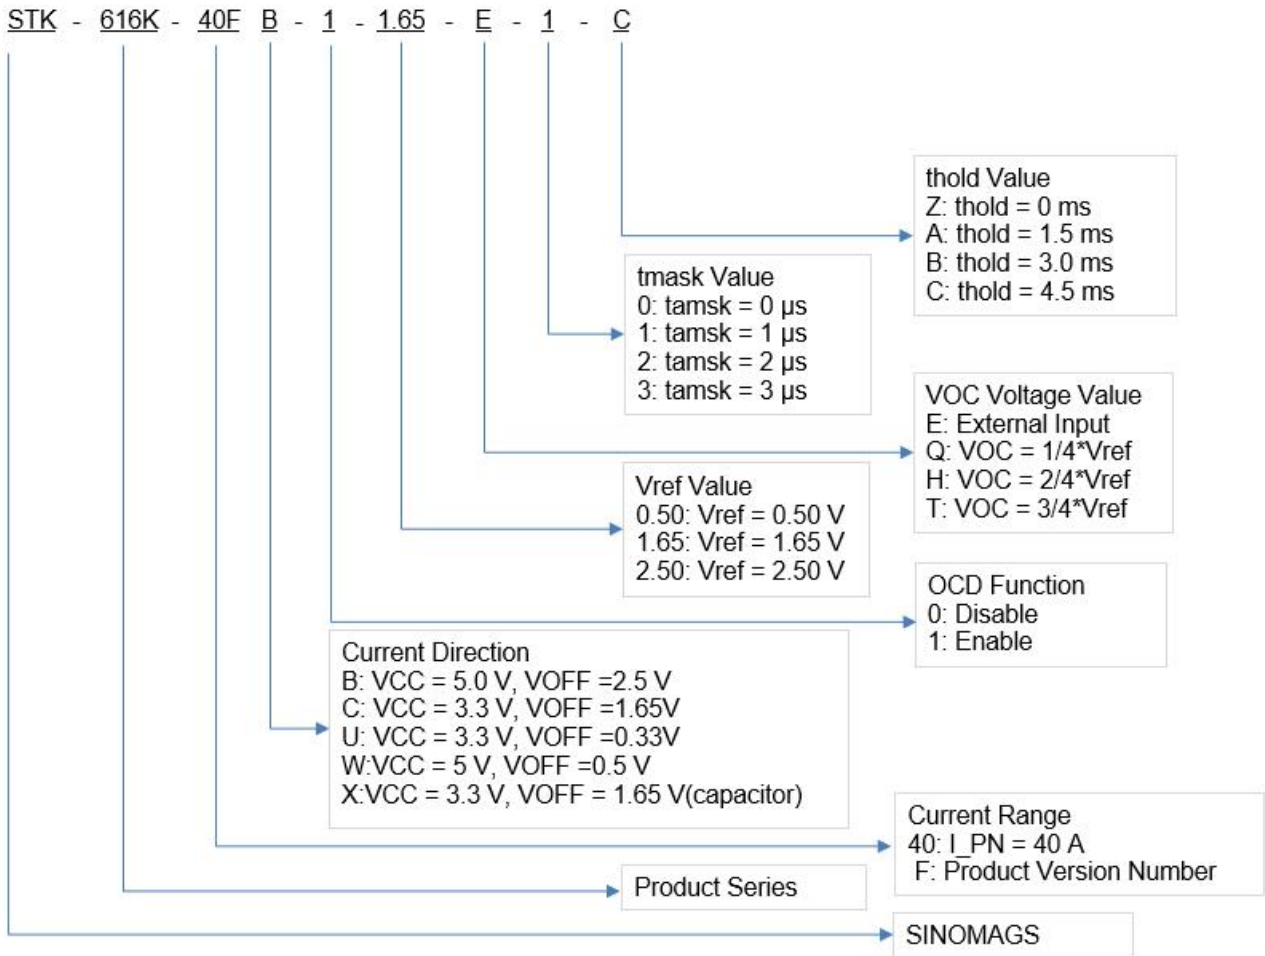 STK - 616K - 40F B - 1 - 1.65 - E - 1 - C
thold Value
Z: thold = 0 ms
A: thold = 1.5 ms
B: thold = 3.0 ms
C: thold = 4.5 ms
tmask Value
0: tamsk = 0 µs
1: tamsk = 1 µs
2: tamsk = 2 µs
3: tamsk = 3 µs
VOC Voltage Value
E: External Input
Q: VOC = 1/4*Vref
H: VOC = 2/4*Vref
T: VOC = 3/4*Vref
Vref Value
0.50: Vref = 0.50 V
1.65: Vref = 1.65 V
2.50: Vref = 2.50 V
OCD Function
0: Disable
1: Enable
Current Direction
B: VCC = 5.0 V, VOFF =2.5 V
C: VCC = 3.3 V, VOFF =1.65V
U: VCC = 3.3 V, VOFF =0.33V
W:VCC = 5 V, VOFF =0.5 V
X:VCC = 3.3 V, VOFF = 1.65 V(capacitor)
Current Range
40: I_PN = 40 A
F: Product Version Number
Product Series
SINOMAGS